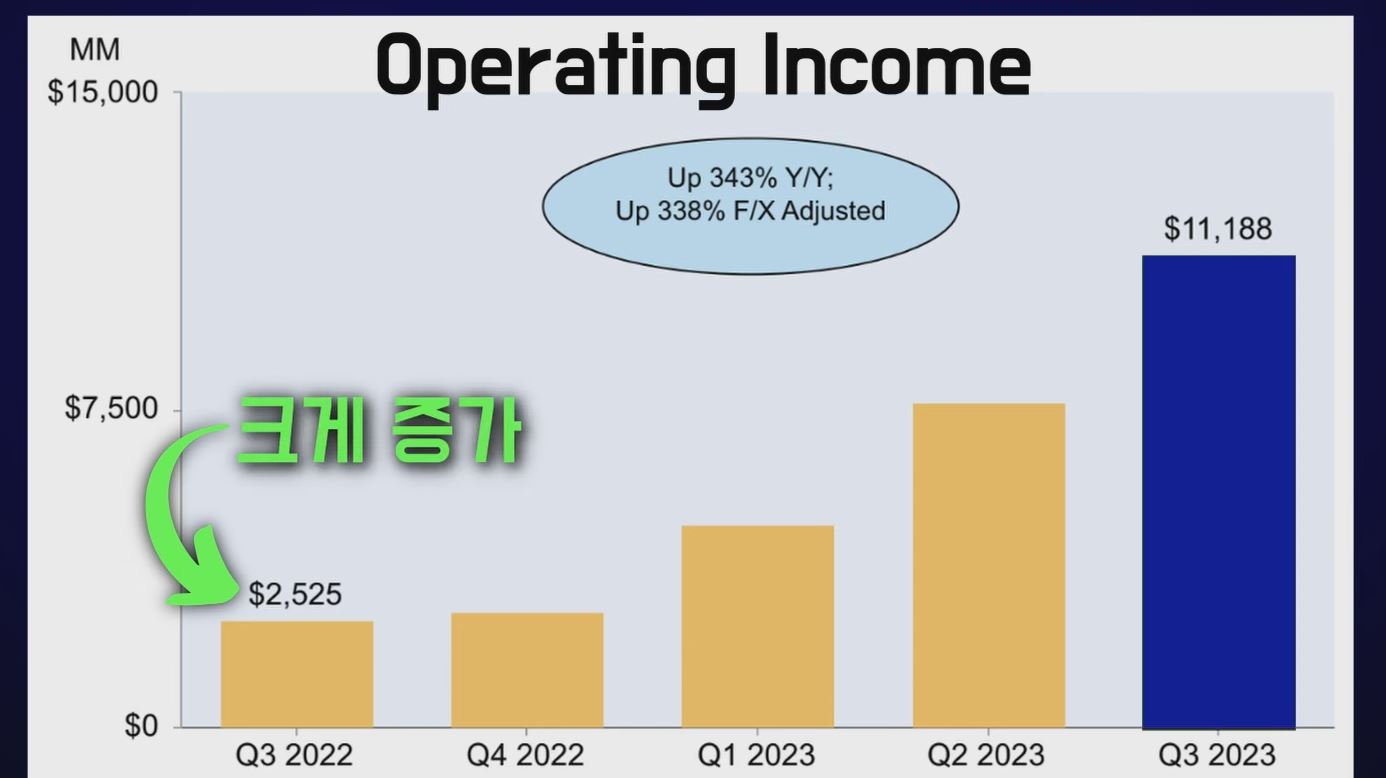 Operating Income
MM
$15,000
$7,500
$0
Up 343% Y/Y;
Up 338% F/X Adjusted
$11,188
크게 증가
$2,525
Q3 2022
Q4 2022
Q1 2023
Q2 2023
Q3 2023